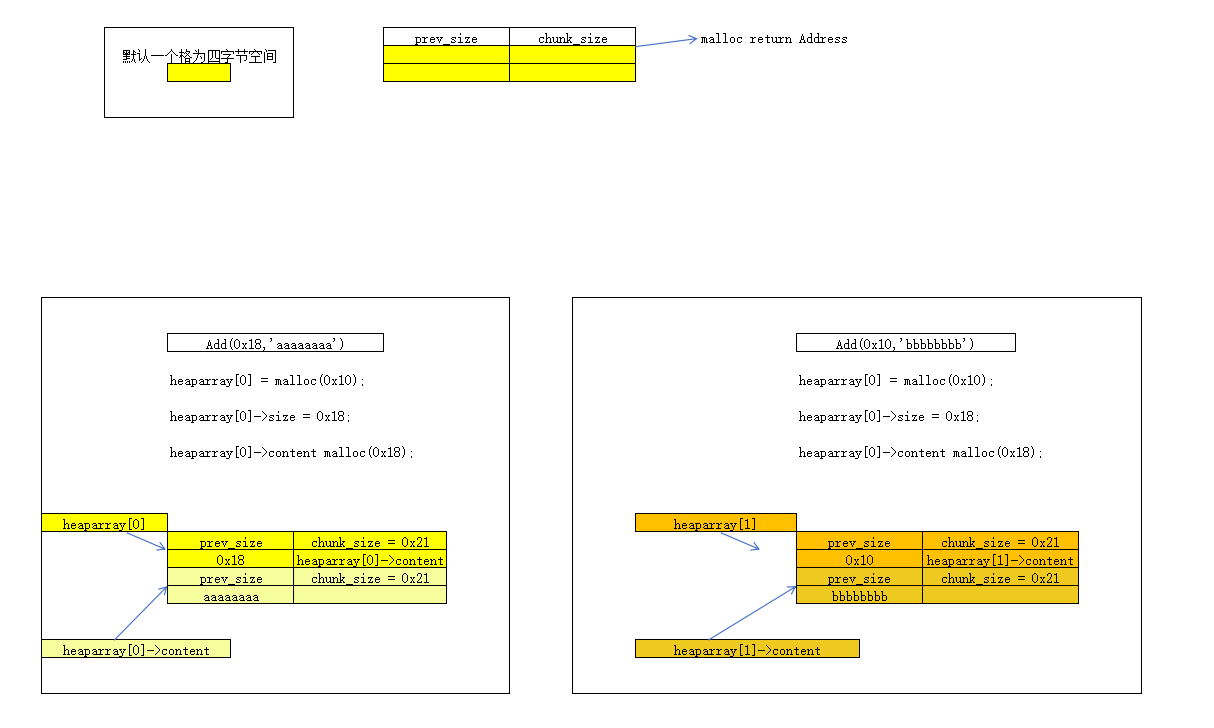 默认一个格为四字节空间
prev_size chunk_size
malloc return Address
Add(0x18,'aaaaaaaa')
heaparray[0] = malloc(0x10);
heaparray[0]->size = 0x18;
heaparray[0]->content malloc(0x18);
heaparray[0]
prev_size chunk_size = 0x21
0x18 heaparray[0]->content
prev_size chunk_size = 0x21
aaaaaaaa
heaparray[0]->content
Add(0x10,'bbbbbbbb')
heaparray[0] = malloc(0x10);
heaparray[0]->size = 0x18;
heaparray[0]->content malloc(0x18);
heaparray[1]
prev_size chunk_size = 0x21
0x10 heaparray[1]->content
prev_size chunk_size = 0x21
bbbbbbbb
heaparray[1]->content